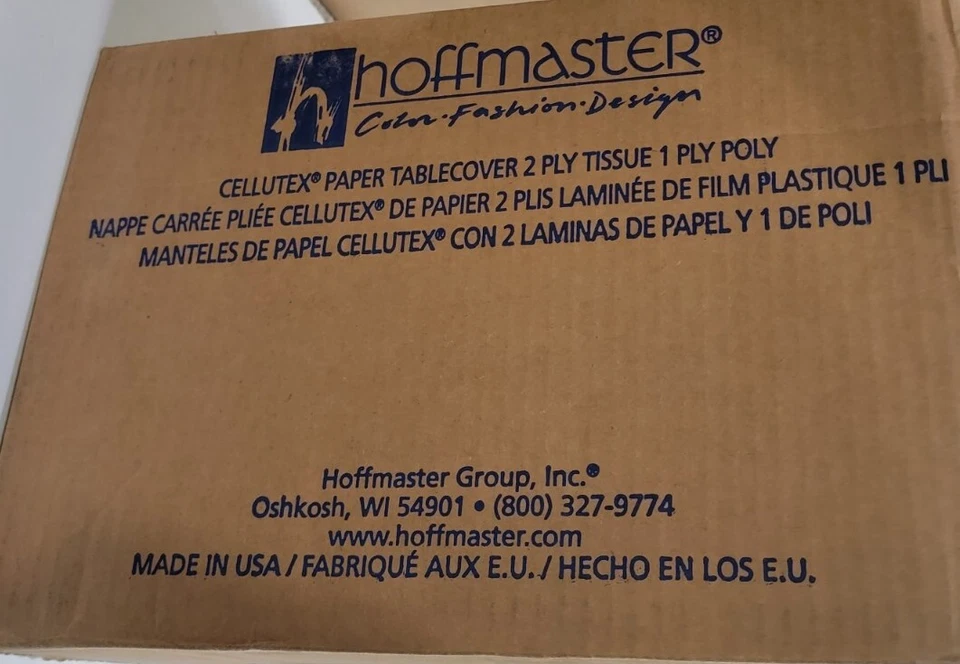 hoffmaster®
Color·Fashion·Design
CELLUTEX® PAPER TABLECOVER 2 PLY TISSUE 1 PLY POLY
NAPPE CARRÉE PLIÉE CELLUTEX® DE PAPIER 2 PLIS LAMINÉE DE FILM PLASTIQUE 1 PLI
MANTELES DE PAPEL CELLUTEX® CON 2 LAMINAS DE PAPEL Y 1 DE POLI
Hoffmaster Group, Inc.®
Oshkosh, WI 54901 • (800) 327-9774
www.hoffmaster.com
MADE IN USA / FABRIQUÉ AUX E.U. / HECHO EN LOS E.U.